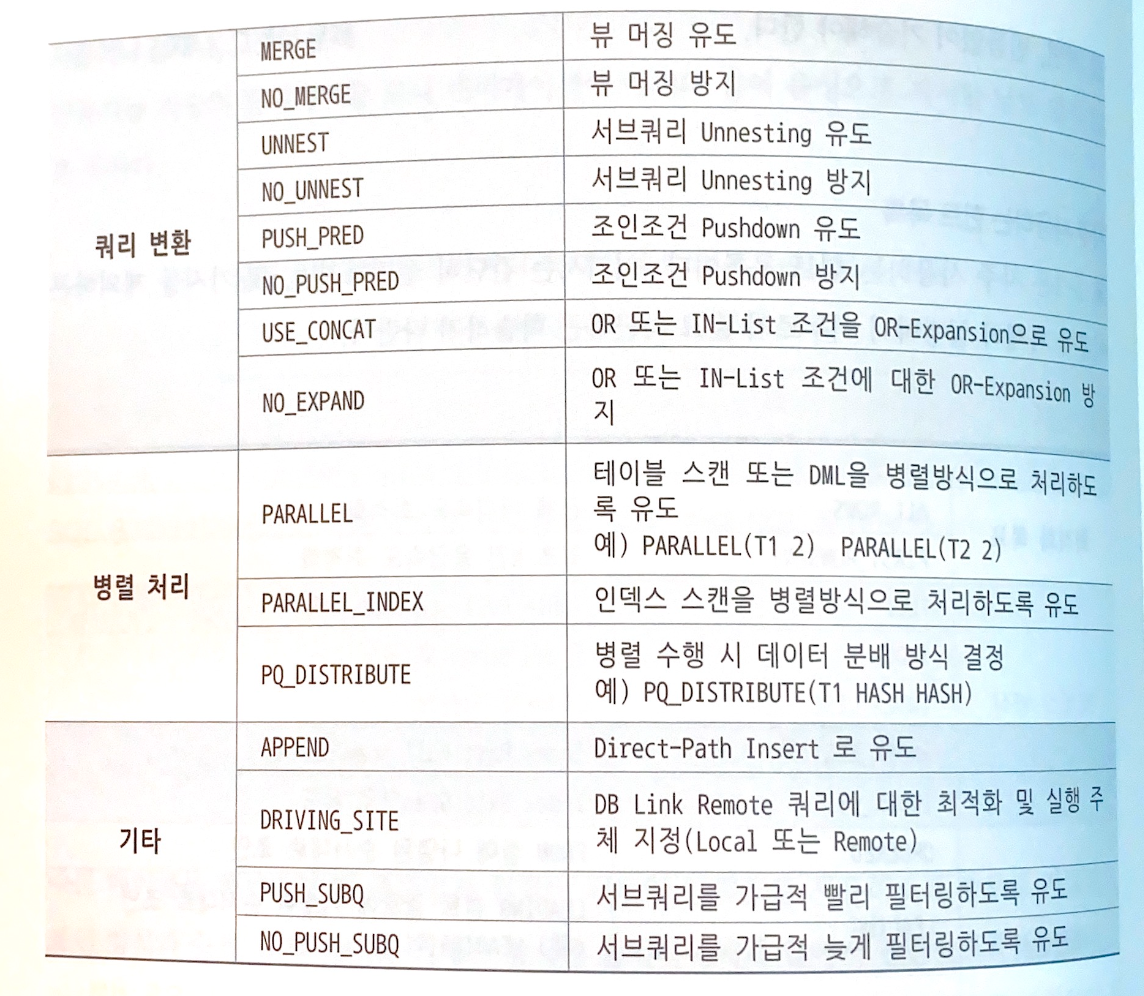 쿼리 변환
MERGE 뷰 머징 유도
NO_MERGE 뷰 머징 방지
UNNEST 서브쿼리 Unnesting 유도
NO_UNNEST 서브쿼리 Unnesting 방지
PUSH_PRED 조인조건 Pushdown 유도
NO_PUSH_PRED 조인조건 Pushdown 방지
USE_CONCAT OR 또는 IN-List 조건을 OR-Expansion으로 유도
NO_EXPAND OR 또는 IN-List 조건에 대한 OR-Expansion 방
지
병렬 처리
PARALLEL 테이블 스캔 또는 DML을 병렬방식으로 처리하도
록 유도
예) PARALLEL(T1 2) PARALLEL(T2 2)
PARALLEL_INDEX 인덱스 스캔을 병렬방식으로 처리하도록 유도
PQ_DISTRIBUTE 병렬 수행 시 데이터 분배 방식 결정
예) PQ_DISTRIBUTE(T1 HASH HASH)
기타
APPEND Direct-Path Insert 로 유도
DRIVING_SITE DB Link Remote 쿼리에 대한 최적화 및 실행 주
체 지정(Local 또는 Remote)
PUSH_SUBQ 서브쿼리를 가급적 빨리 필터링하도록 유도
NO_PUSH_SUBQ 서브쿼리를 가급적 늦게 필터링하도록 유도